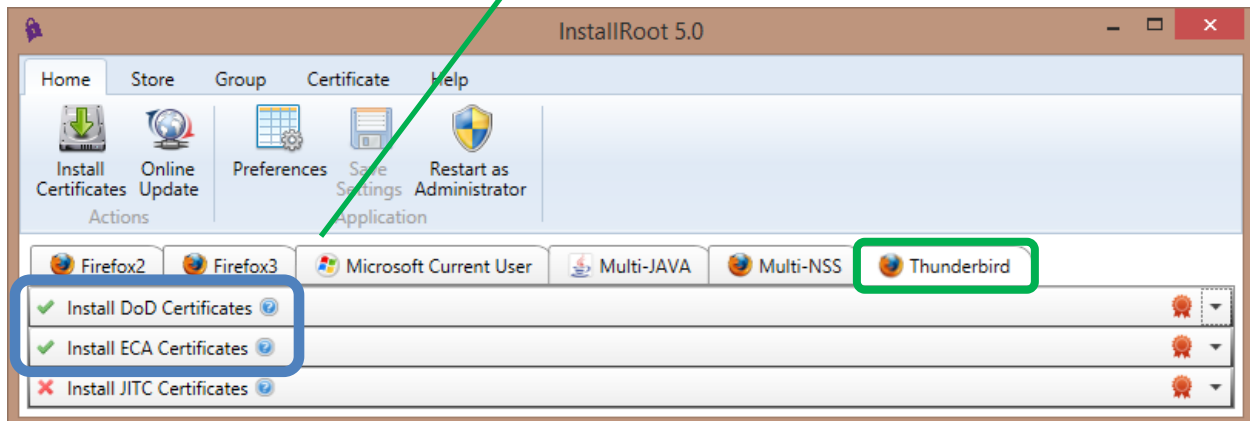 InstallRoot 5.0
Home Store Group Certificate Help
Install Certificates
Online Update
Preferences
Save Settings
Restart as Administrator
Actions
Application
Firefox2 Firefox3 Microsoft Current User Multi-JAVA Multi-NSS Thunderbird
Install DoD Certificates
Install ECA Certificates
Install JITC Certificates